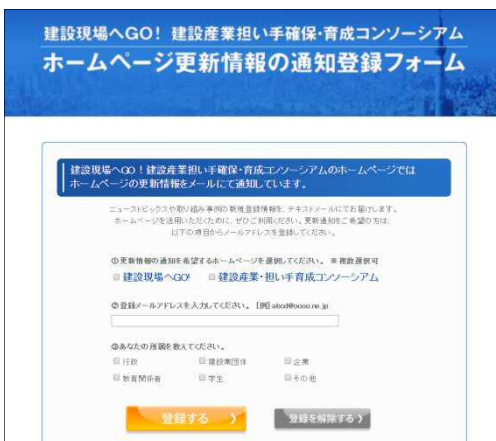 建設現場へGO! 建設産業担い手確保・育成コンソーシアム
ホームページ更新情報の通知登録フォーム
建設現場へGO!建設産業担い手確保・育成コンソーシアムのホームページでは
ホームページの更新情報をメールにて通知しています。
ニューストピックスや取り組み事例の新規登録情報を、テキストメールにてお届けします。
ホームページを活用いただくために、ぜひご利用ください。更新通知をご希望の方は、
以下の項目からメールアドレスを登録してください。
①更新情報の通知を希望するホームページを選択してください。 ※複数選択可
建設現場へGO! 建設産業・担い手育成コンソーシアム
②登録メールアドレスを入力してください。 [例] abcd@oooo.ne.jp
③あなたの所属を教えてください。
行政 建設業団体 企業
教育関係者 学生 その他
登録する 登録を解除する